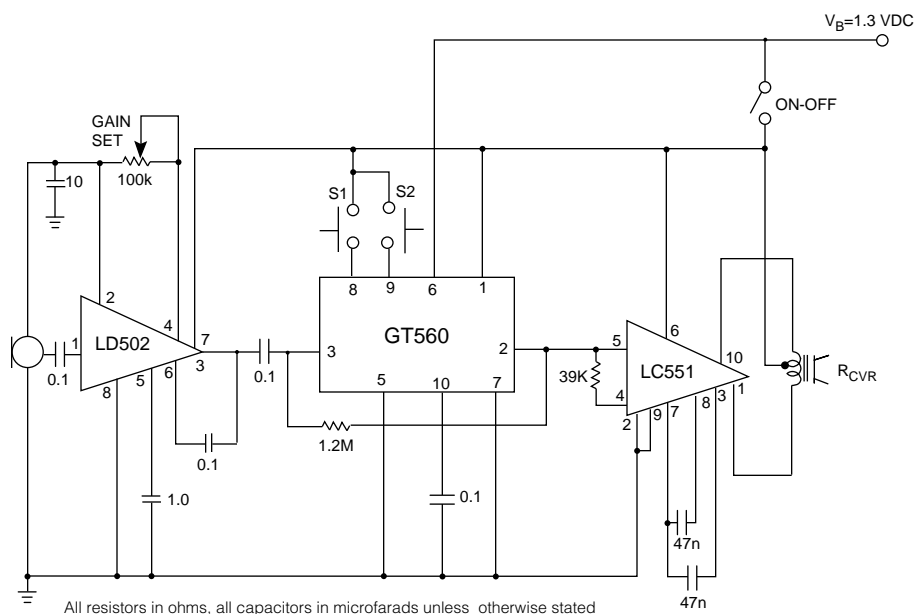 V_B=1.3 VDC
ON-OFF
GAIN
SET
100k
10
S1
S2
8
9
6
1
GT560
3
2
5
10
7
2
4
7
LD502
3
1
0.1
8
5
6
0.1
0.1
1.0
1.2M
0.1
39K
5
6
LC551
10
4
2
9
7
8
3
1
R_CVR
47n
47n
All resistors in ohms, all capacitors in microfarads unless otherwise stated